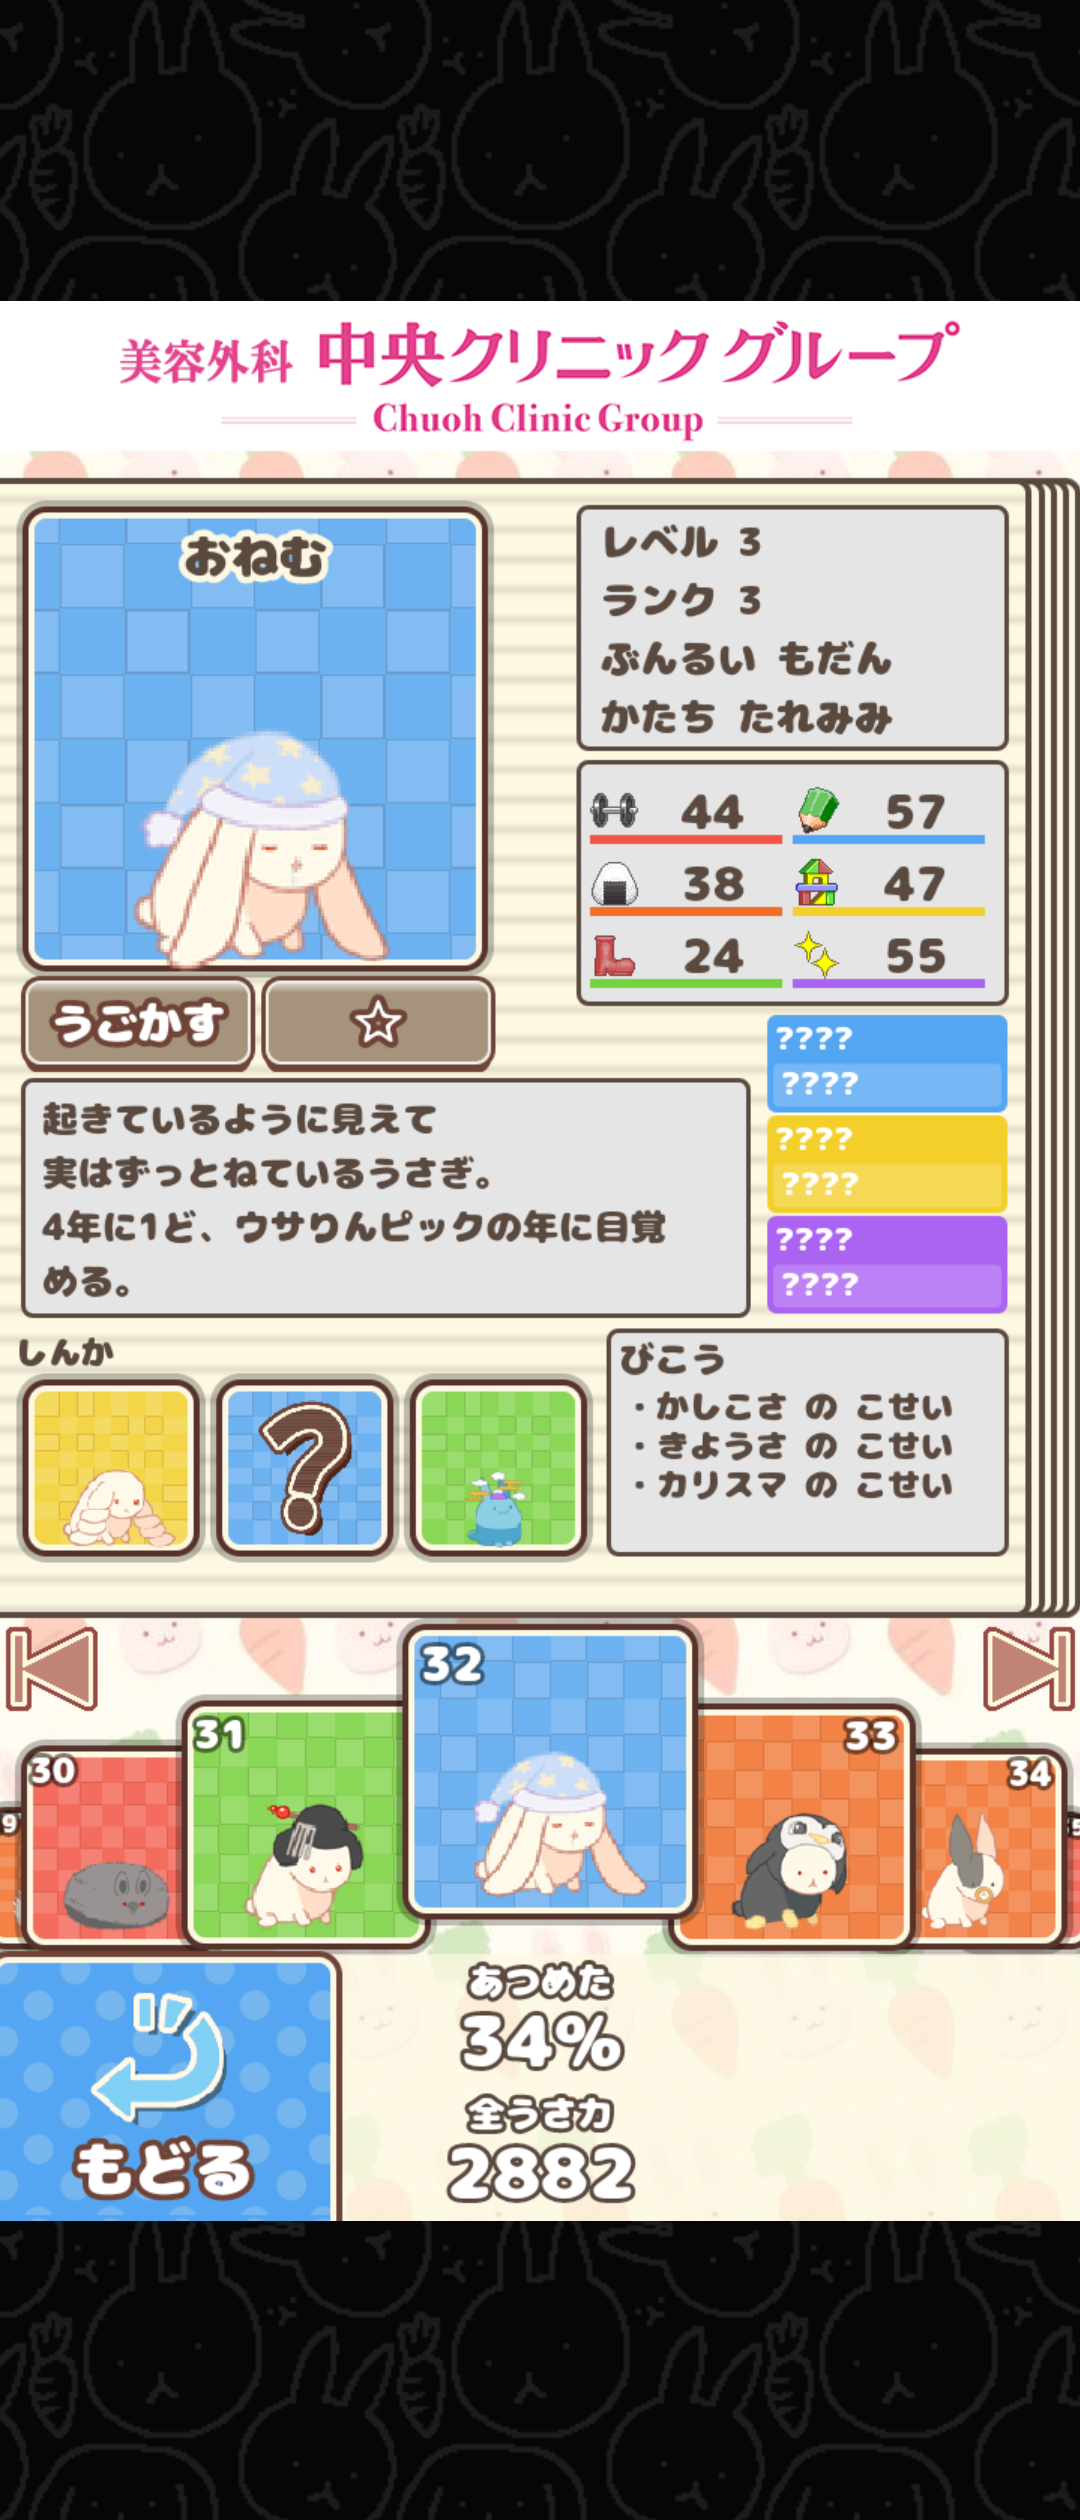 美容外科 中央クリニックグループ
Chuoh Clinic Group
おねむ
レベル 3
ランク 3
ぶんるい もだん
かたち たれみみ
44 57
38 47
24 55
うごかす ☆
????
????
????
????
????
????
起きているように見えて
実はずっとねているうさぎ。
4年に1ど、ウサりんピックの年に目覚
める。
しんか
?
びこう
・かしこさ の こせい
・きようさ の こせい
・カリスマ の こせい
30
31
32
33
34
もどる
あつめた
34%
全うさ力
2882